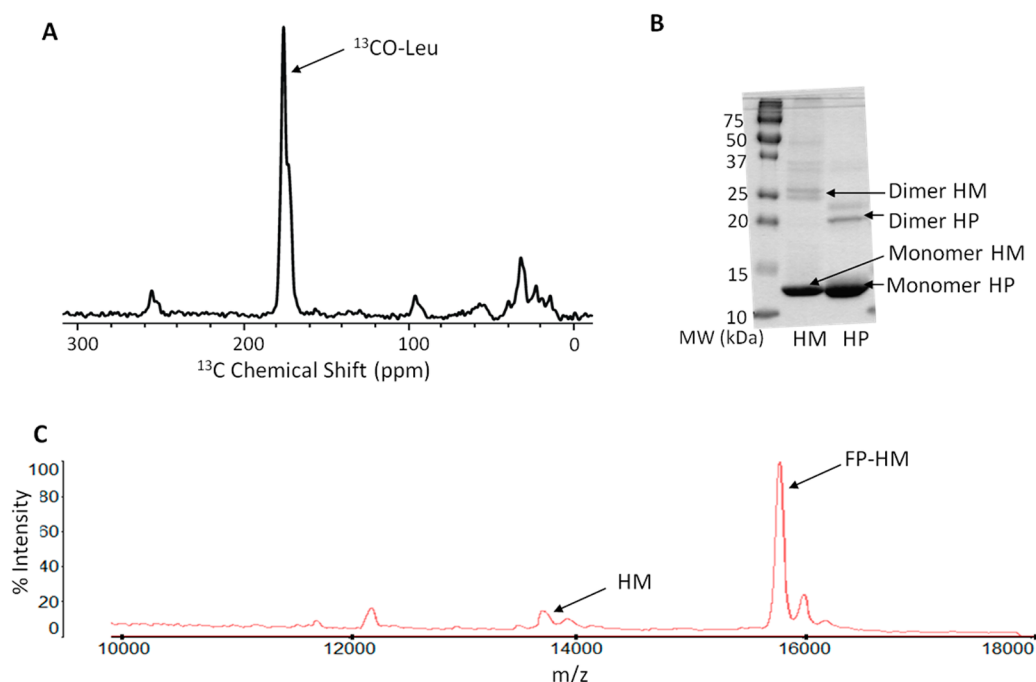 A
¹³CO-Leu
300
200
100
0
¹³C Chemical Shift (ppm)
B
75
50
37
25
20
15
10
Dimer HM
Dimer HP
Monomer HM
Monomer HP
MW (kDa) HM HP
C
100
80
60
40
20
0
% Intensity
FP-HM
HM
10000 12000 14000 16000 18000
m/z